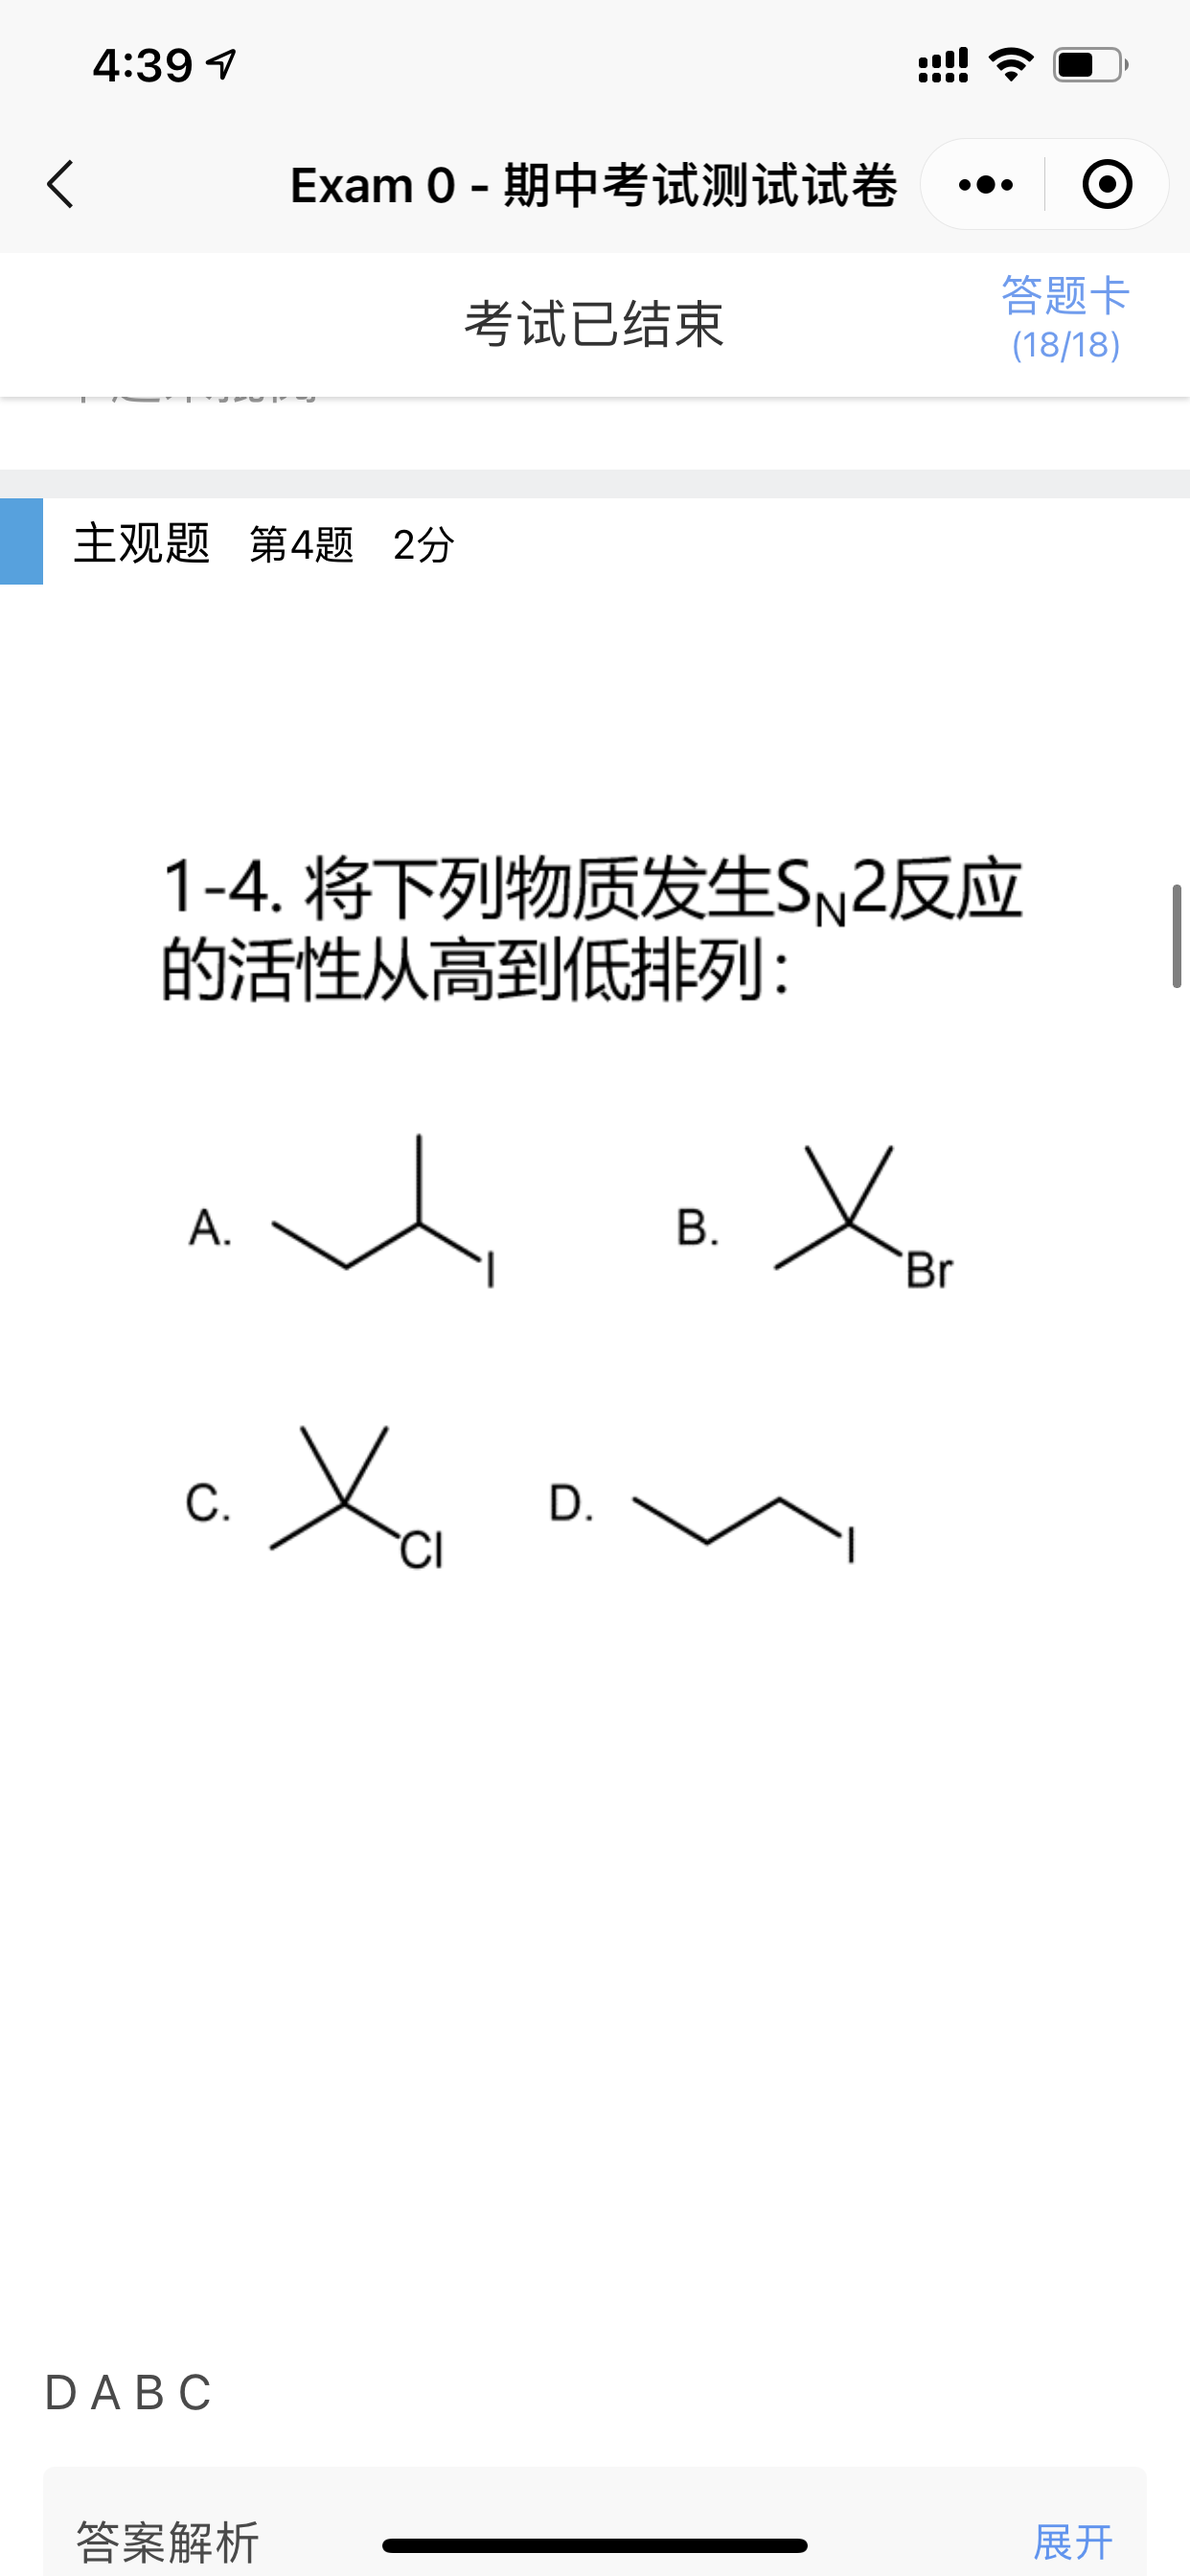 4:39
Exam 0 - 期中考试测试试卷
考试已结束
答题卡
(18/18)
主观题 第4题 2分
1-4. 将下列物质发生SN2反应
的活性从高到低排列：
A. I
B. Br
C. Cl
D. I
D A B C
答案解析 展开